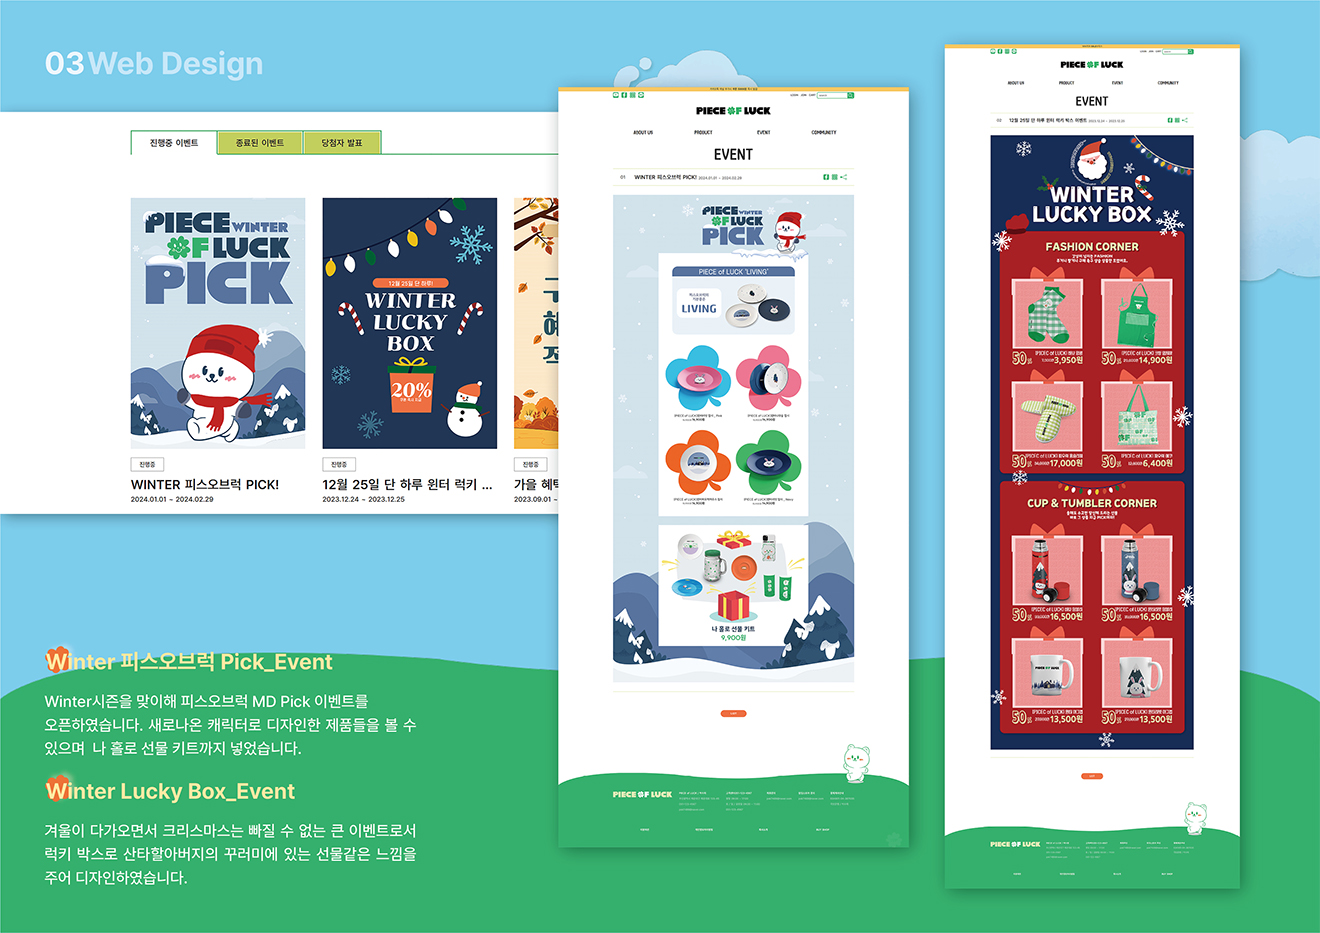 03 Web Design
진행중 이벤트
종료된 이벤트
당첨자 발표
PIECE WINTER
OF LUCK
PICK
진행중
WINTER 피스오브럭 PICK!
2024.01.01 ~ 2024.02.29
12월 25일 단 하루!
WINTER
LUCKY
BOX
20%
진행중
12월 25일 단 하루 윈터 럭키 ...
2023.12.24 ~ 2023.12.25
진행중
가을 혜택
2023.09.01 ~
Winter 피스오브럭 Pick_Event
Winter시즌을 맞이해 피스오브럭 MD Pick 이벤트를
오픈하였습니다. 새로나온 캐릭터로 디자인한 제품들을 볼 수
있으며 나 홀로 선물 키트까지 넣었습니다.
Winter Lucky Box_Event
겨울이 다가오면서 크리스마스는 빠질 수 없는 큰 이벤트로서
럭키 박스로 산타할아버지의 꾸러미에 있는 선물같은 느낌을
주어 디자인하였습니다.
LOGIN JOIN CART
PIECE OF LUCK
ABOUT US PRODUCT EVENT COMMUNITY
EVENT
01 WINTER 피스오브럭 PICK! 2024.01.01 ~ 2024.02.29
PIECE WINTER
OF LUCK
PICK
PIECE of LUCK 'LIVING'
LIVING
나 홀로 선물 키트
9,900원
PIECE OF LUCK
PIECE OF LUCK
ABOUT US PRODUCT EVENT COMMUNITY
EVENT
02 12월 25일 단 하루 윈터 럭키 박스 이벤트 2023.12.24 ~ 2023.12.25
WINTER
LUCKY BOX
FASHION CORNER
50% 3,950원
50% 14,900원
50% 17,000원
50% 6,400원
CUP & TUMBLER CORNER
50% 16,500원
50% 16,500원
50% 13,500원
50% 13,500원
PIECE OF LUCK